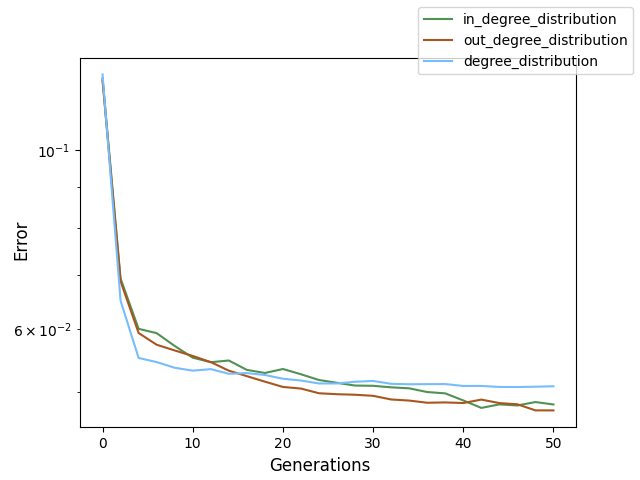 in_degree_distribution
out_degree_distribution
degree_distribution
10⁻¹
6 × 10⁻²
Error
0 10 20 30 40 50
Generations